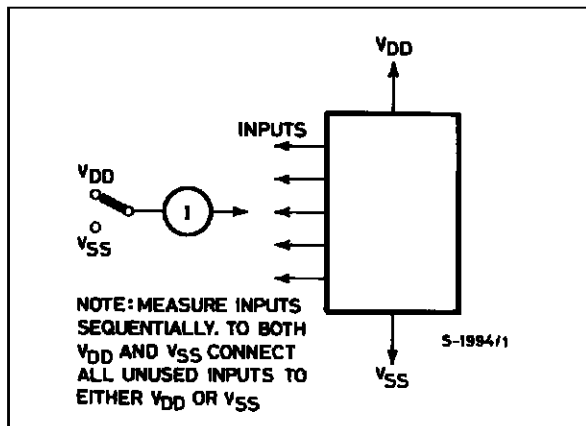 VDD
INPUTS
VDD
I
VSS
NOTE: MEASURE INPUTS
SEQUENTIALLY. TO BOTH
VDD AND VSS CONNECT
ALL UNUSED INPUTS TO
EITHER VDD OR VSS
S-1994/1
VSS